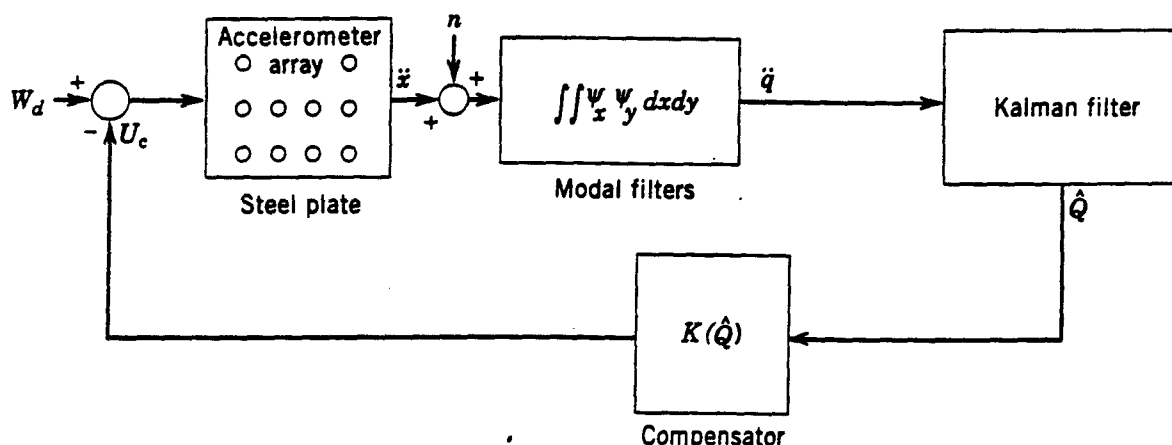 n
Accelerometer
array
ẍ
+
+
W_d
+
-
U_c
∫∫ψ_x ψ_y dxdy
q̈
Kalman filter
Steel plate
Modal filters
Q̂
K(Q̂)
Compensator